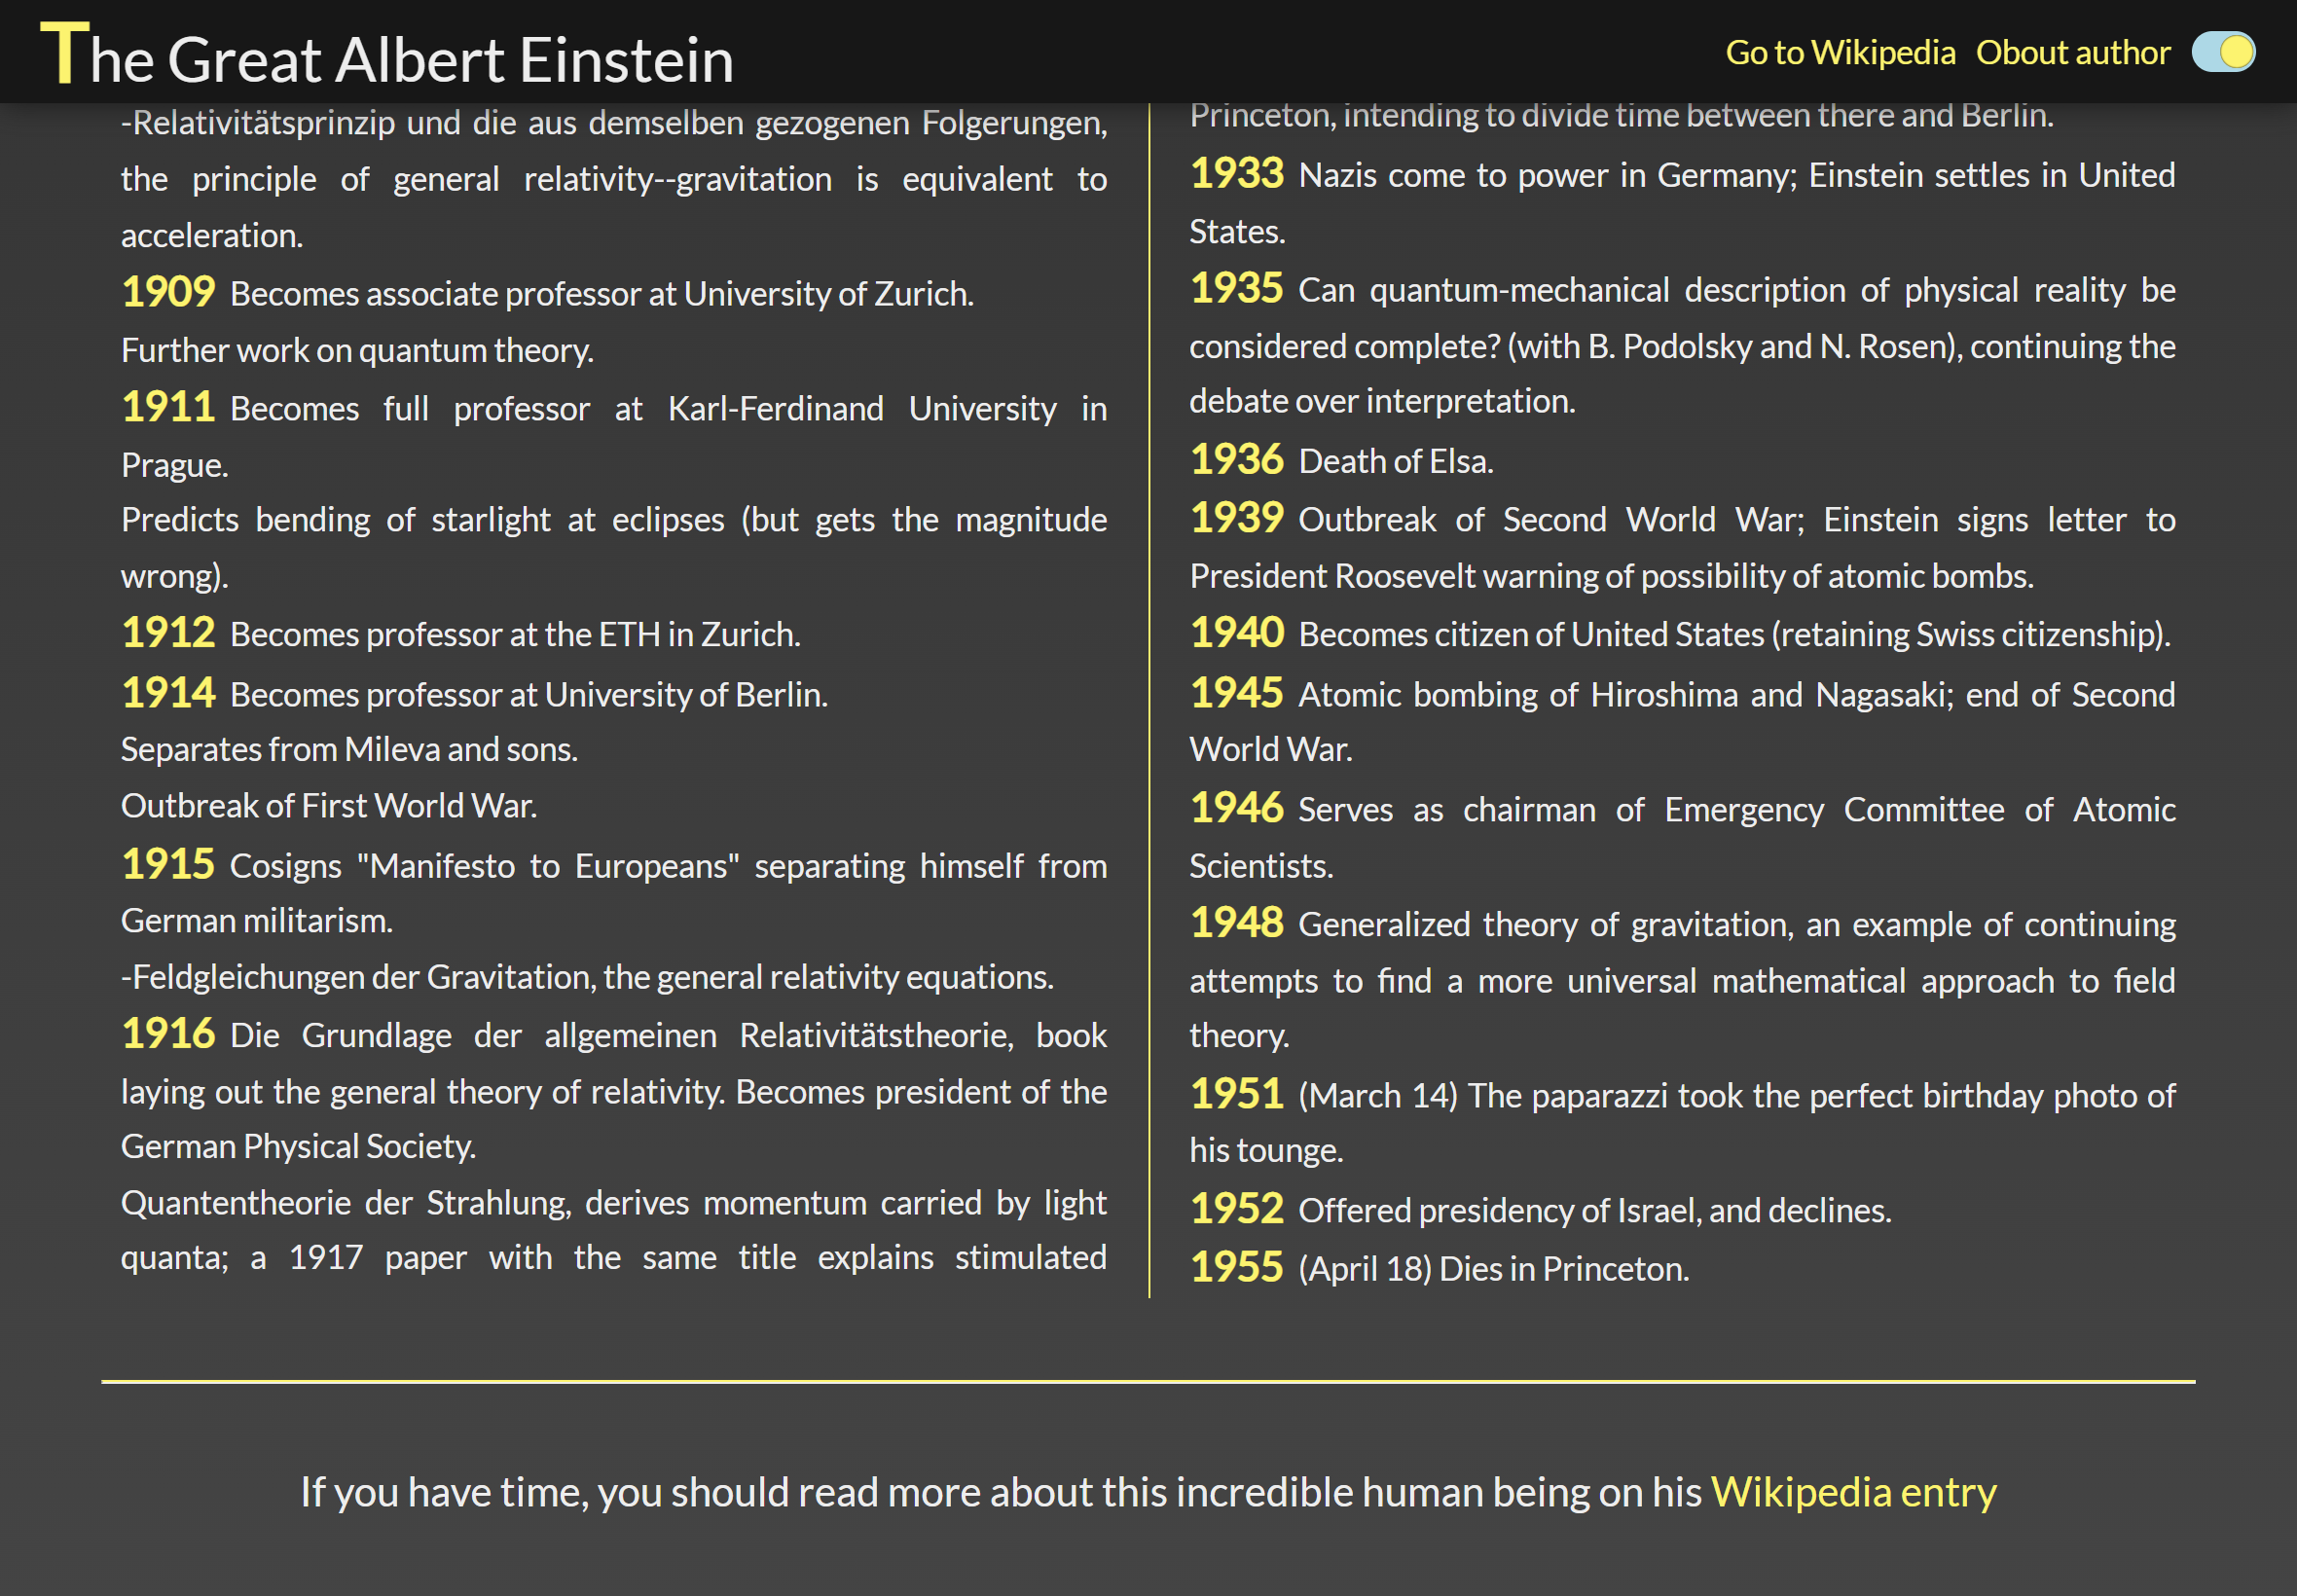 The Great Albert Einstein
Go to Wikipedia Obout author
-Relativitätsprinzip und die aus demselben gezogenen Folgerungen,
the principle of general relativity--gravitation is equivalent to
acceleration.
1909 Becomes associate professor at University of Zurich.
Further work on quantum theory.
1911 Becomes full professor at Karl-Ferdinand University in
Prague.
Predicts bending of starlight at eclipses (but gets the magnitude
wrong).
1912 Becomes professor at the ETH in Zurich.
1914 Becomes professor at University of Berlin.
Separates from Mileva and sons.
Outbreak of First World War.
1915 Cosigns "Manifesto to Europeans" separating himself from
German militarism.
-Feldgleichungen der Gravitation, the general relativity equations.
1916 Die Grundlage der allgemeinen Relativitätstheorie, book
laying out the general theory of relativity. Becomes president of the
German Physical Society.
Quantentheorie der Strahlung, derives momentum carried by light
quanta; a 1917 paper with the same title explains stimulated
Princeton, intending to divide time between there and Berlin.
1933 Nazis come to power in Germany; Einstein settles in United
States.
1935 Can quantum-mechanical description of physical reality be
considered complete? (with B. Podolsky and N. Rosen), continuing the
debate over interpretation.
1936 Death of Elsa.
1939 Outbreak of Second World War; Einstein signs letter to
President Roosevelt warning of possibility of atomic bombs.
1940 Becomes citizen of United States (retaining Swiss citizenship).
1945 Atomic bombing of Hiroshima and Nagasaki; end of Second
World War.
1946 Serves as chairman of Emergency Committee of Atomic
Scientists.
1948 Generalized theory of gravitation, an example of continuing
attempts to find a more universal mathematical approach to field
theory.
1951 (March 14) The paparazzi took the perfect birthday photo of
his tounge.
1952 Offered presidency of Israel, and declines.
1955 (April 18) Dies in Princeton.
If you have time, you should read more about this incredible human being on his Wikipedia entry